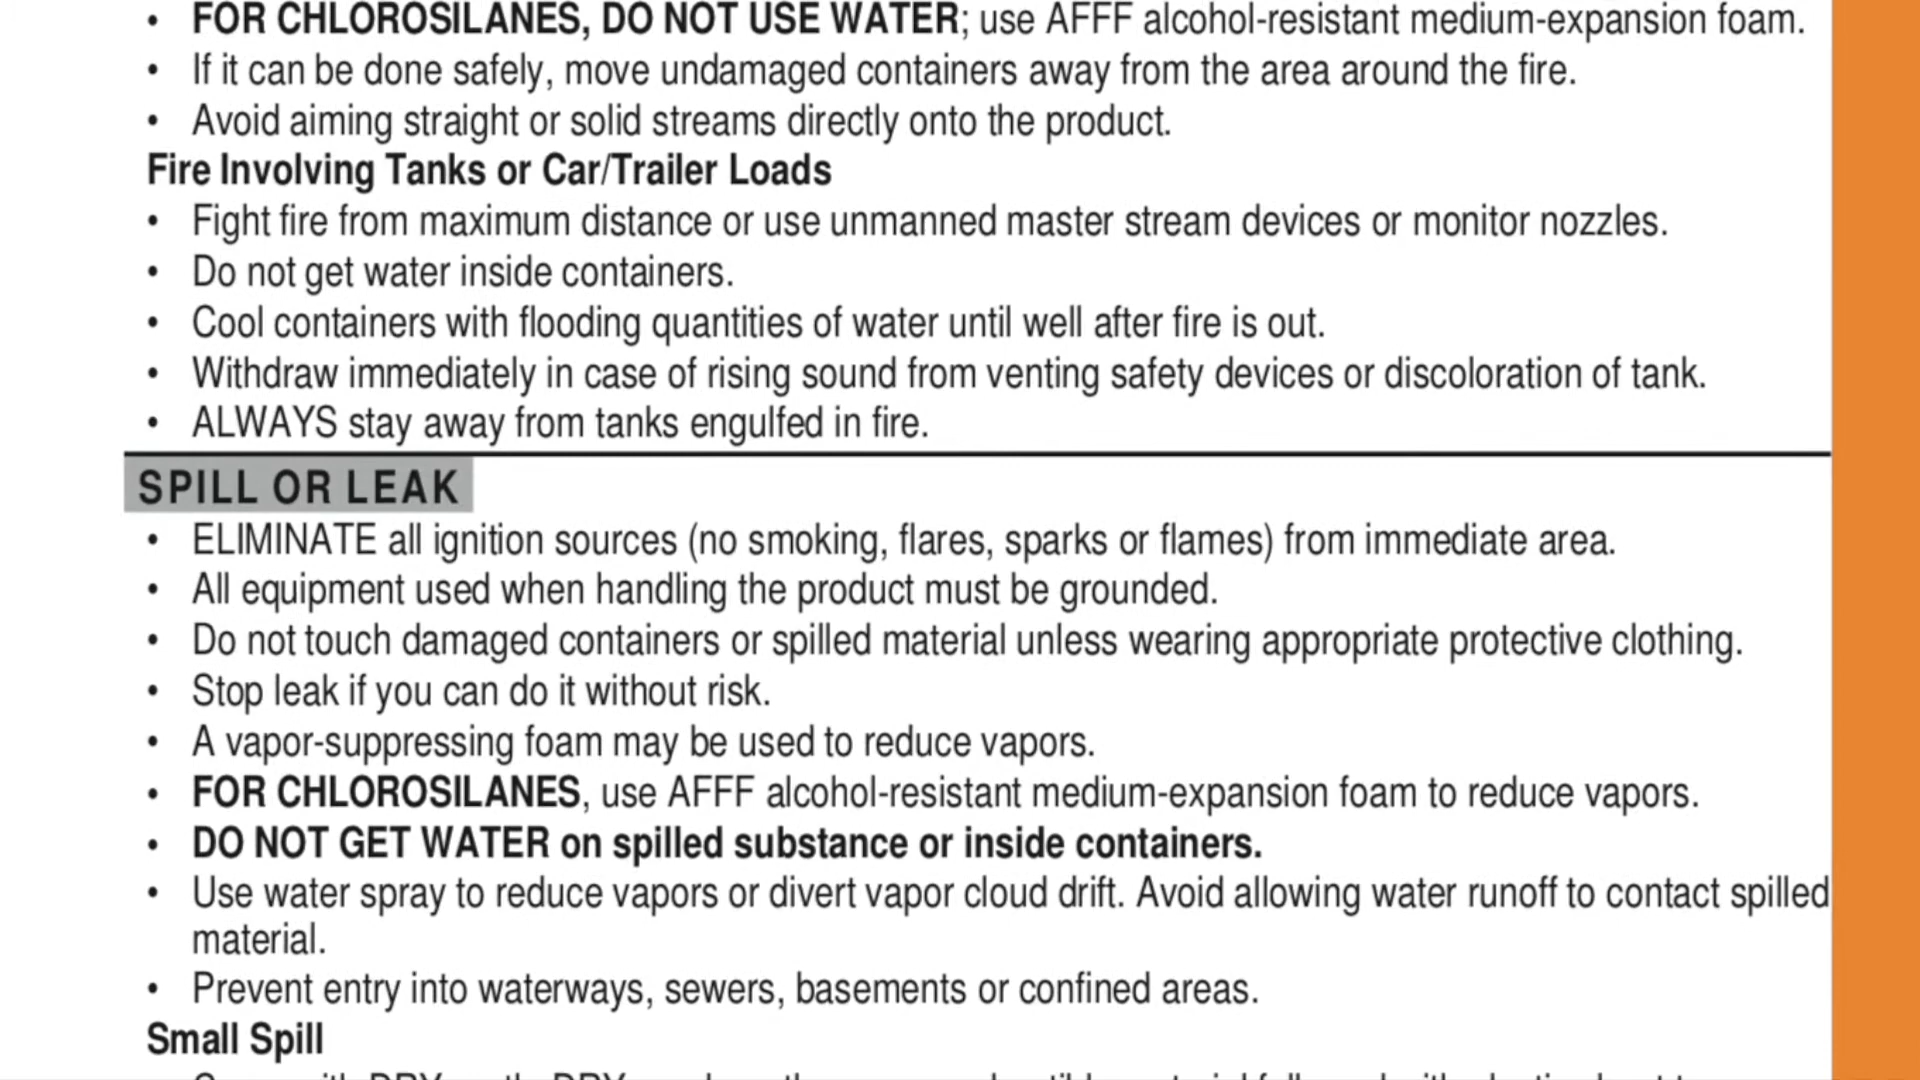 • FOR CHLOROSILANES, DO NOT USE WATER; use AFFF alcohol-resistant medium-expansion foam.
• If it can be done safely, move undamaged containers away from the area around the fire.
• Avoid aiming straight or solid streams directly onto the product.
Fire Involving Tanks or Car/Trailer Loads
• Fight fire from maximum distance or use unmanned master stream devices or monitor nozzles.
• Do not get water inside containers.
• Cool containers with flooding quantities of water until well after fire is out.
• Withdraw immediately in case of rising sound from venting safety devices or discoloration of tank.
• ALWAYS stay away from tanks engulfed in fire.
SPILL OR LEAK
• ELIMINATE all ignition sources (no smoking, flares, sparks or flames) from immediate area.
• All equipment used when handling the product must be grounded.
• Do not touch damaged containers or spilled material unless wearing appropriate protective clothing.
• Stop leak if you can do it without risk.
• A vapor-suppressing foam may be used to reduce vapors.
• FOR CHLOROSILANES, use AFFF alcohol-resistant medium-expansion foam to reduce vapors.
• DO NOT GET WATER on spilled substance or inside containers.
• Use water spray to reduce vapors or divert vapor cloud drift. Avoid allowing water runoff to contact spilled
material.
• Prevent entry into waterways, sewers, basements or confined areas.
Small Spill